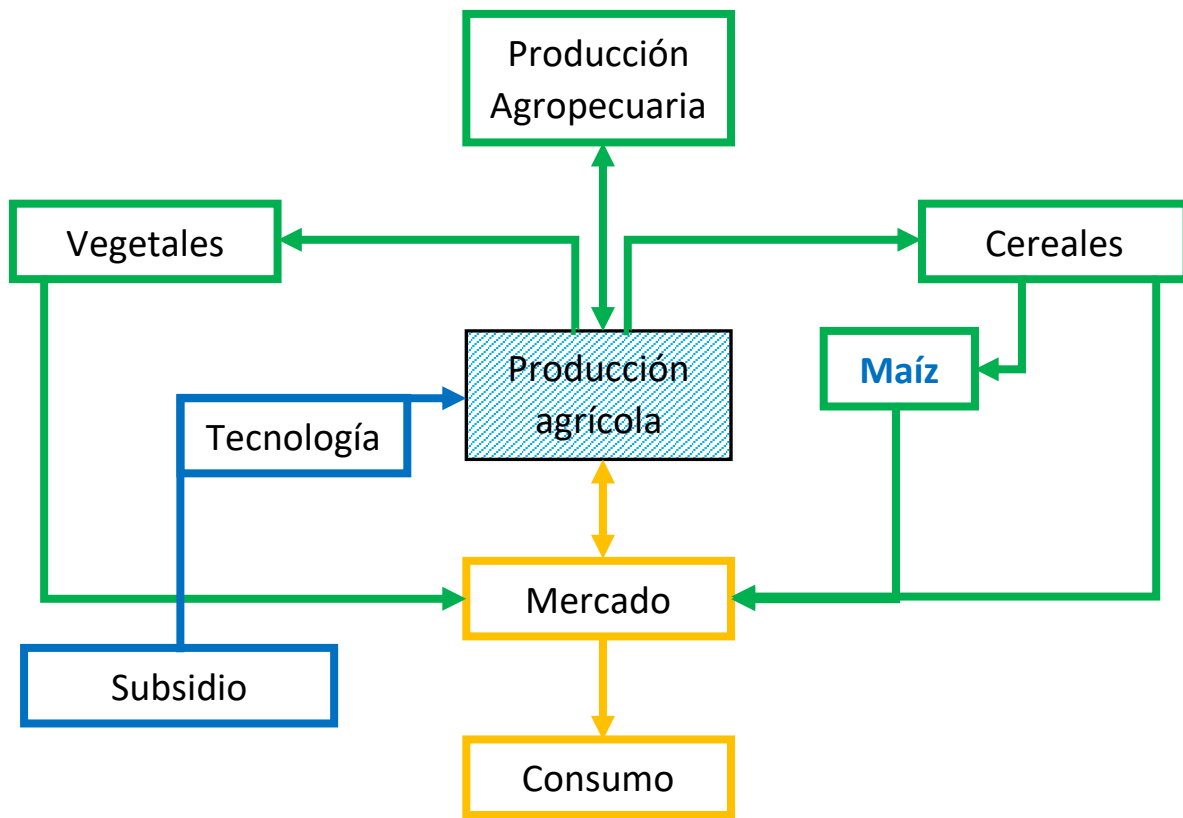 Producción
Agropecuaria
Vegetales
Cereales
Producción
agrícola
Maíz
Tecnología
Mercado
Subsidio
Consumo